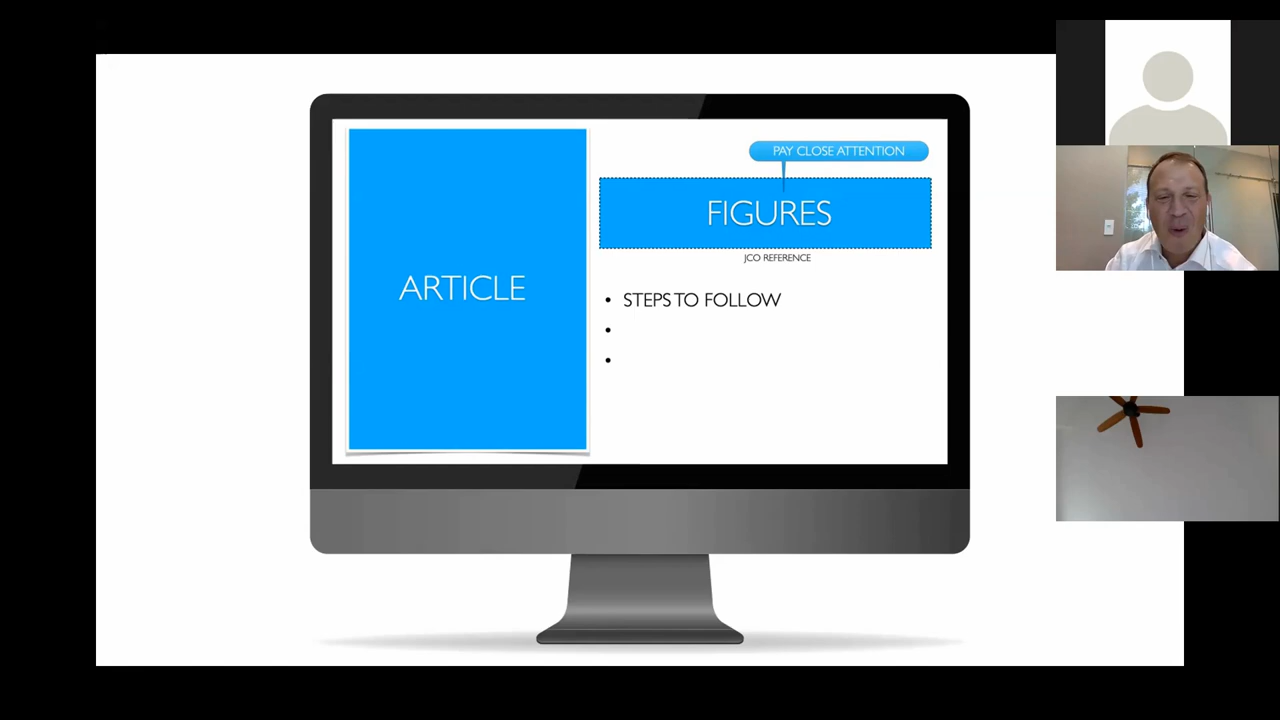 ARTICLE
PAY CLOSE ATTENTION
FIGURES
JCO REFERENCE
• STEPS TO FOLLOW
•
•